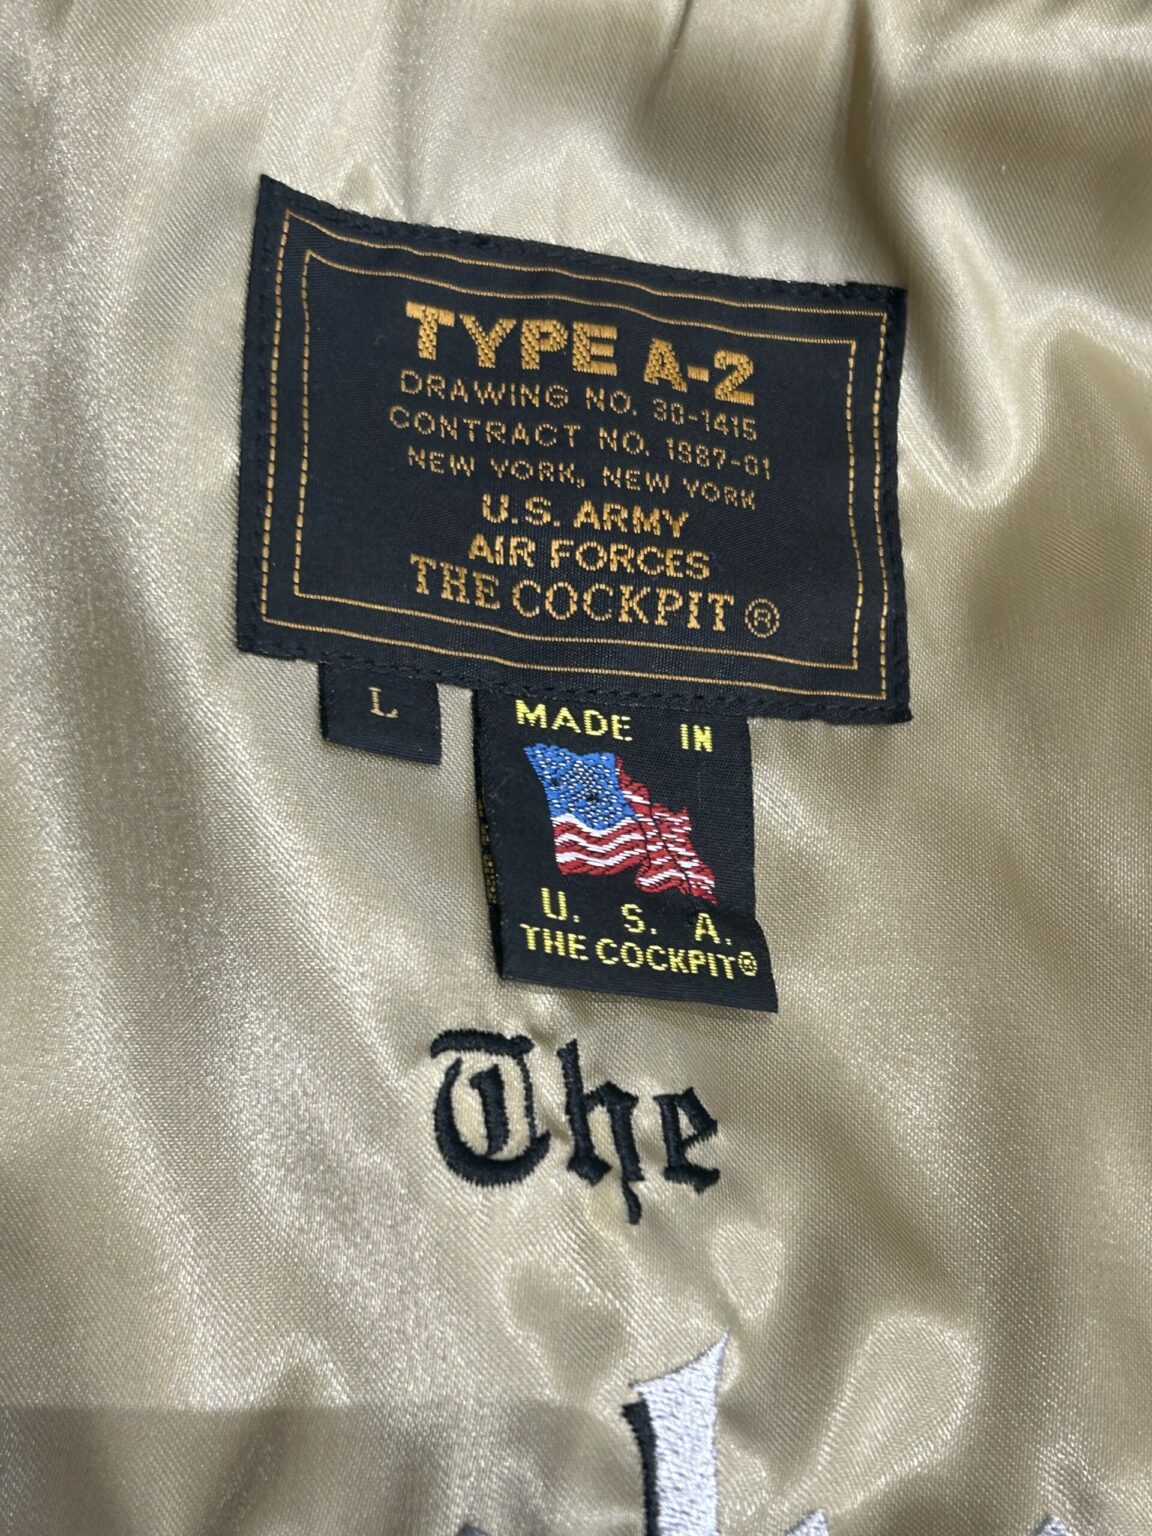 TYPE A-2
DRAWING NO. 30-1415
CONTRACT NO. 1987-01
NEW YORK, NEW YORK
U.S. ARMY
AIR FORCES
THE COCKPIT®
L
MADE IN
U. S. A.
THE COCKPIT®
The